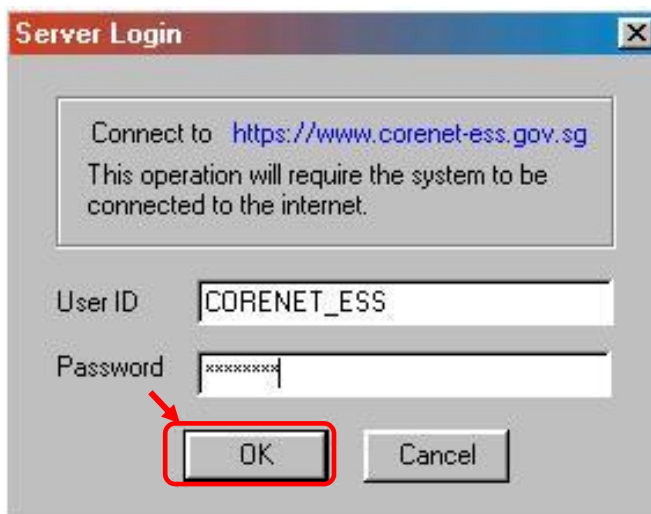 Server Login
Connect to https://www.corenet-ess.gov.sg
This operation will require the system to be
connected to the internet.
User ID CORENET_ESS
Password ********
OK Cancel